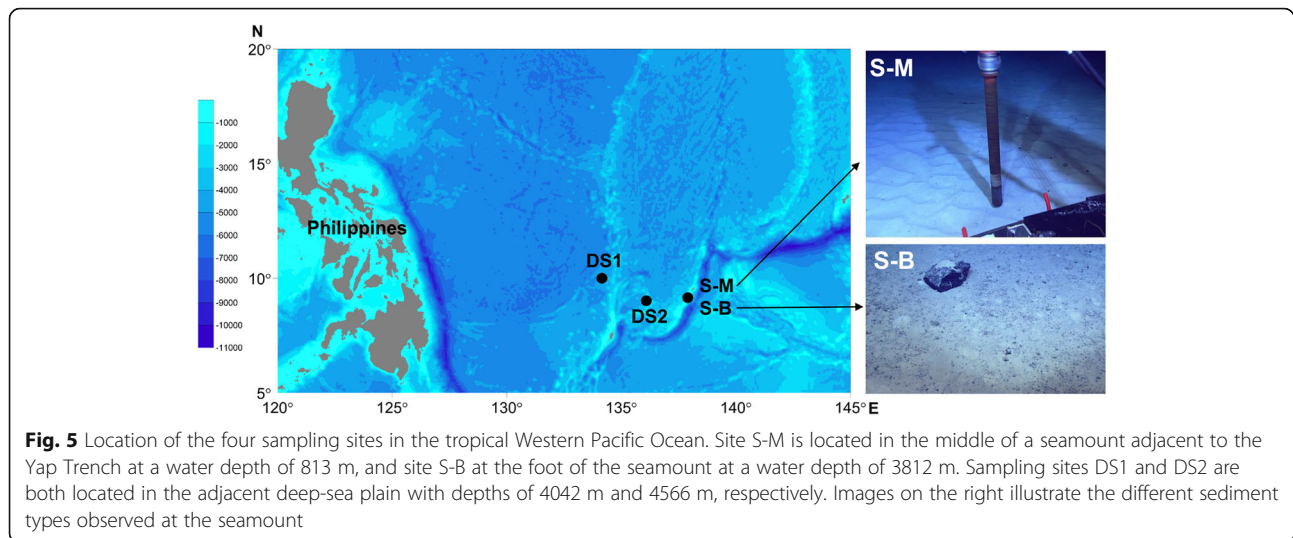 N
20°
15°
10°
5°
120°
125°
130°
135°
140°
145°
E
-1000
-2000
-3000
-4000
-5000
-6000
-7000
-8000
-9000
-10000
-11000
Philippines
DS1
DS2
S-M
S-B
S-M
S-B
Fig. 5 Location of the four sampling sites in the tropical Western Pacific Ocean. Site S-M is located in the middle of a seamount adjacent to the
Yap Trench at a water depth of 813 m, and site S-B at the foot of the seamount at a water depth of 3812 m. Sampling sites DS1 and DS2 are
both located in the adjacent deep-sea plain with depths of 4042 m and 4566 m, respectively. Images on the right illustrate the different sediment
types observed at the seamount